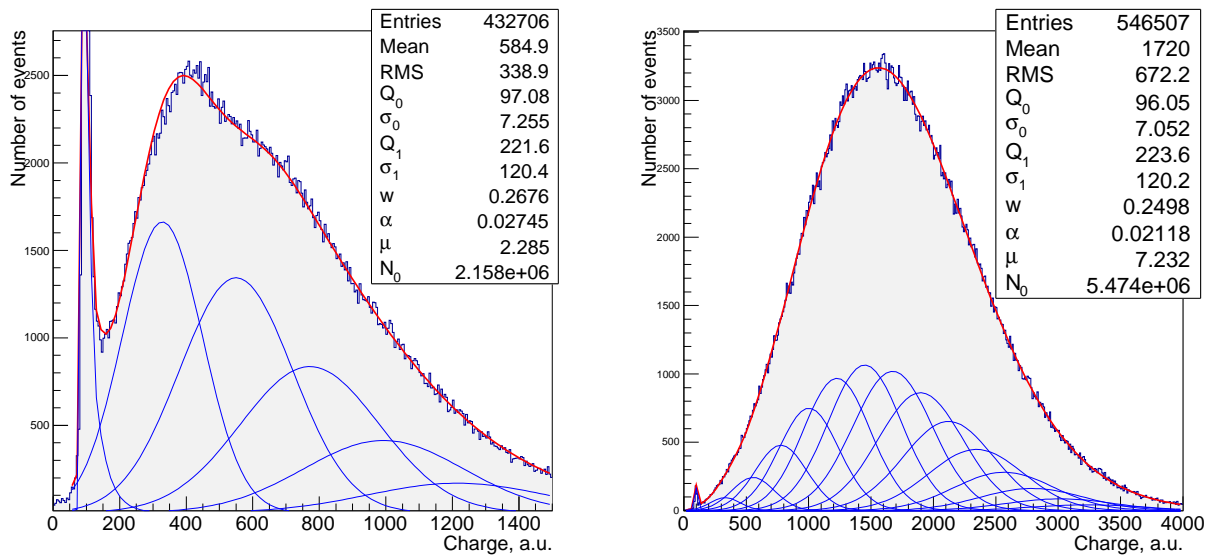 Number of events
2500
2000
1500
1000
500
0 200 400 600 800 1000 1200 1400
Charge, a.u.
Entries 432706
Mean 584.9
RMS 338.9
Q0 97.08
σ0 7.255
Q1 221.6
σ1 120.4
w 0.2676
α 0.02745
μ 2.285
N0 2.158e+06
Number of events
3500
3000
2500
2000
1500
1000
500
0
0 500 1000 1500 2000 2500 3000 3500 4000
Charge, a.u.
Entries 546507
Mean 1720
RMS 672.2
Q0 96.05
σ0 7.052
Q1 223.6
σ1 120.2
w 0.2498
α 0.02118
μ 7.232
N0 5.474e+06